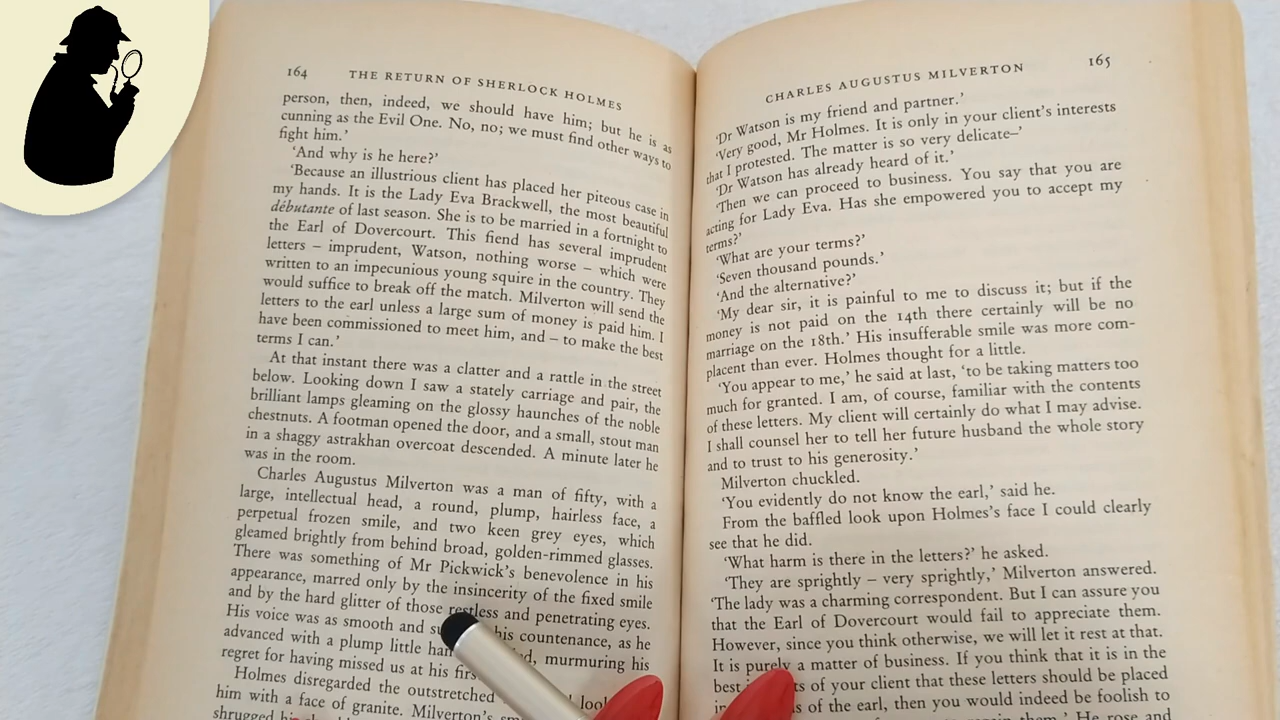 164 THE RETURN OF SHERLOCK HOLMES
person, then, indeed, we should have him; but he is as
cunning as the Evil One. No, no; we must find other ways to
fight him.’
‘And why is he here?’
‘Because an illustrious client has placed her piteous case in
my hands. It is the Lady Eva Brackwell, the most beautiful
débutante of last season. She is to be married in a fortnight to
the Earl of Dovercourt. This fiend has several imprudent
letters – imprudent, Watson, nothing worse – which were
written to an impecunious young squire in the country. They
would suffice to break off the match. Milverton will send the
letters to the earl unless a large sum of money is paid him. I
have been commissioned to meet him, and – to make the best
terms I can.’
At that instant there was a clatter and a rattle in the street
below. Looking down I saw a stately carriage and pair, the
brilliant lamps gleaming on the glossy haunches of the noble
chestnuts. A footman opened the door, and a small, stout man
in a shaggy astrakhan overcoat descended. A minute later he
was in the room.
Charles Augustus Milverton was a man of fifty, with a
large, intellectual head, a round, plump, hairless face, a
perpetual frozen smile, and two keen grey eyes, which
gleamed brightly from behind broad, golden-rimmed glasses.
There was something of Mr Pickwick’s benevolence in his
appearance, marred only by the insincerity of the fixed smile
and by the hard glitter of those restless and penetrating eyes.
His voice was as smooth and his countenance, as he
advanced with a plump little murmuring his
regret for having missed us at his
Holmes disregarded the outstretched
him with a face of granite. Milverton’s
shrugged
CHARLES AUGUSTUS MILVERTON 165
‘Dr Watson is my friend and partner.’
‘Very good, Mr Holmes. It is only in your client’s interests
that I protested. The matter is so very delicate–’
‘Dr Watson has already heard of it.’
‘Then we can proceed to business. You say that you are
acting for Lady Eva. Has she empowered you to accept my
terms?’
‘What are your terms?’
‘Seven thousand pounds.’
‘And the alternative?’
‘My dear sir, it is painful to me to discuss it; but if the
money is not paid on the 14th there certainly will be no
marriage on the 18th.’ His insufferable smile was more com-
placent than ever. Holmes thought for a little.
‘You appear to me,’ he said at last, ‘to be taking matters too
much for granted. I am, of course, familiar with the contents
of these letters. My client will certainly do what I may advise.
I shall counsel her to tell her future husband the whole story
and to trust to his generosity.’
Milverton chuckled.
‘You evidently do not know the earl,’ said he.
From the baffled look upon Holmes’s face I could clearly
see that he did.
‘What harm is there in the letters?’ he asked.
‘They are sprightly – very sprightly,’ Milverton answered.
‘The lady was a charming correspondent. But I can assure you
that the Earl of Dovercourt would fail to appreciate them.
However, since you think otherwise, we will let it rest at that.
It is purely a matter of business. If you think that it is in the
best of your client that these letters should be placed
of the earl, then you would indeed be foolish to
them.’ He rose and